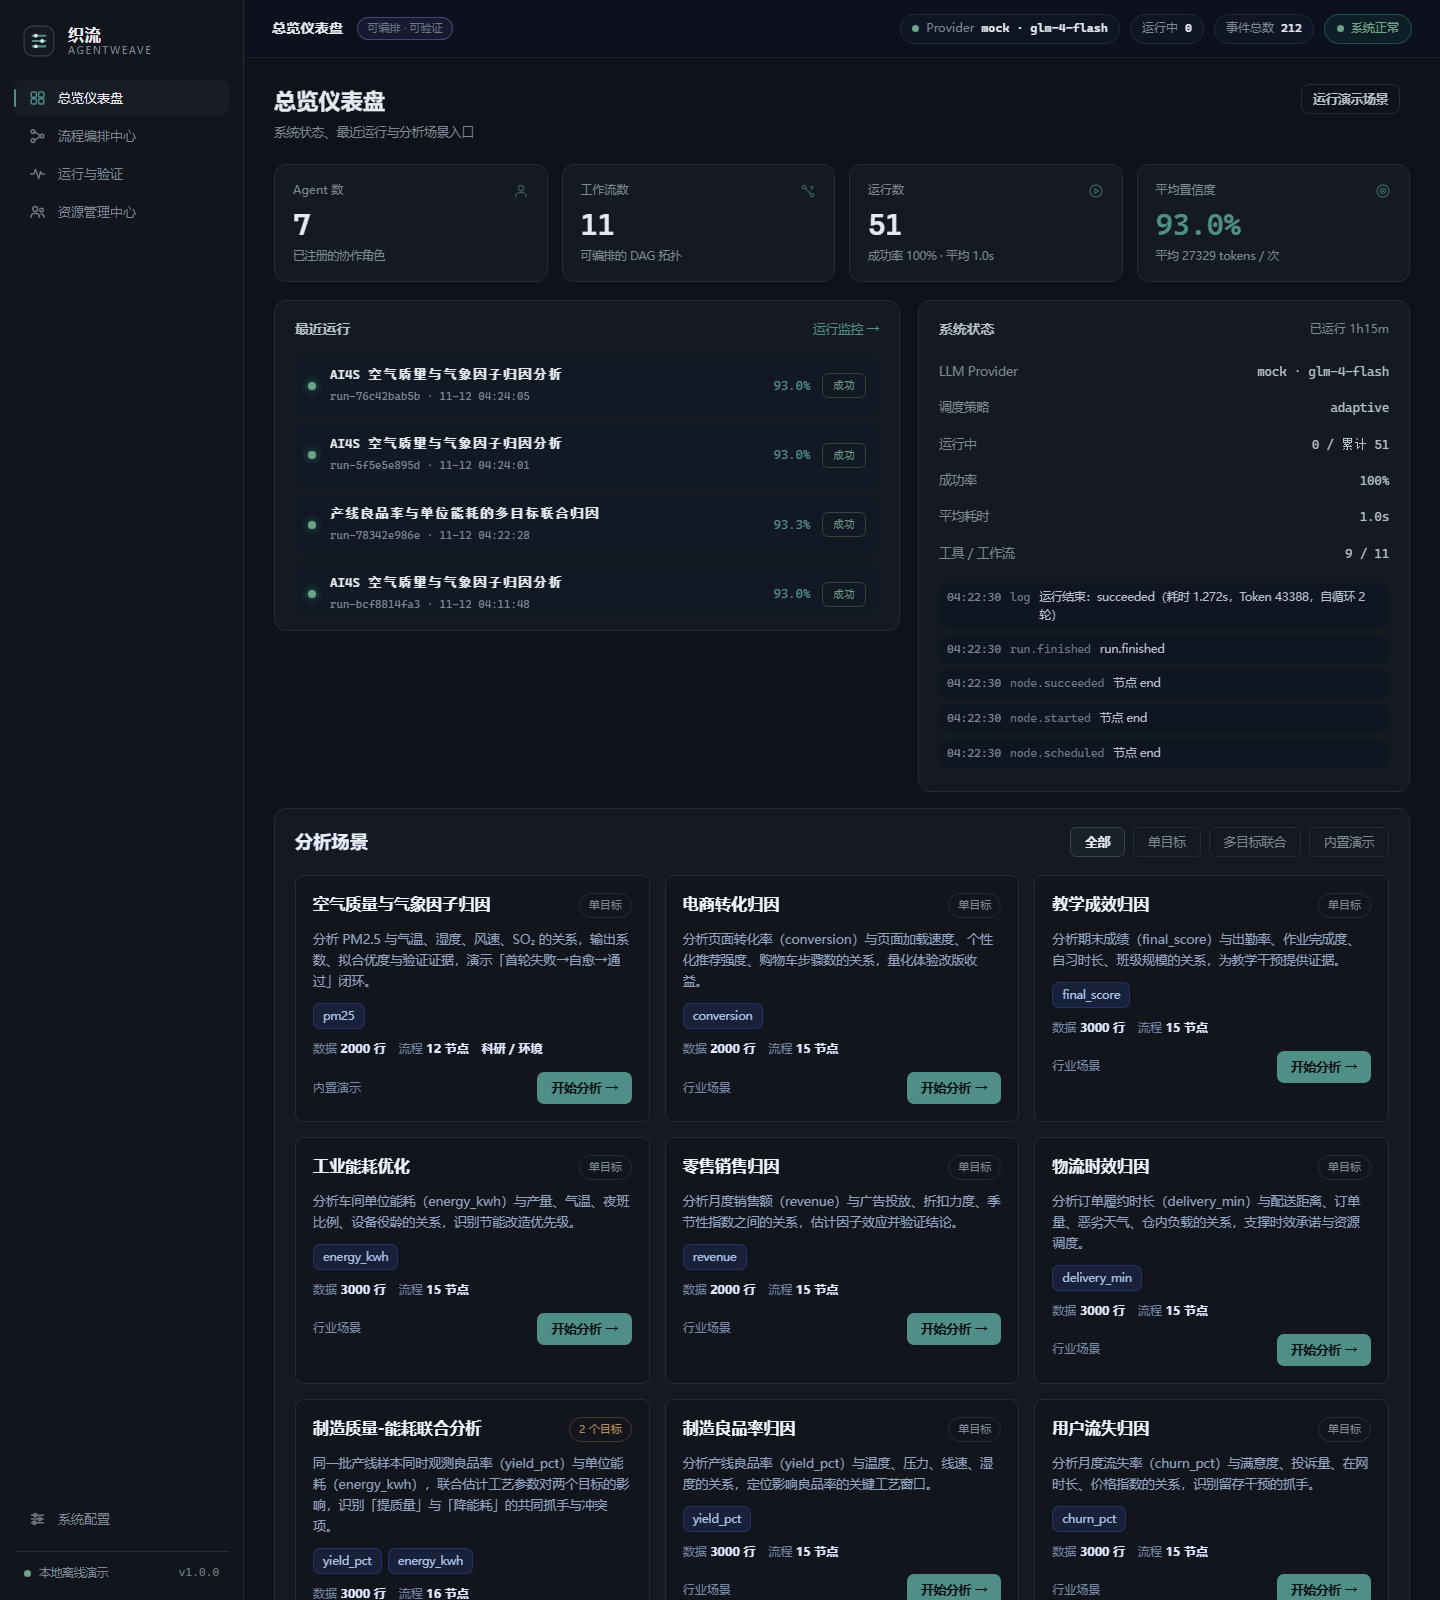 织流
AGENTWEAVE
总览仪表盘
流程编排中心
运行与验证
资源管理中心
系统配置
本地离线演示 v1.0.0
总览仪表盘 可编排 · 可验证 Provider mock · glm-4-flash 运行中 0 事件总数 212 系统正常
总览仪表盘 运行演示场景
系统状态、最近运行与分析场景入口
Agent 数
7
已注册的协作角色
工作流数
11
可编排的 DAG 拓扑
运行数
51
成功率 100% · 平均 1.0s
平均置信度
93.0%
平均 27329 tokens / 次
最近运行 运行监控 →
AI4S 空气质量与气象因子归因分析
run-76c42bab5b · 11-12 04:24:05
93.0% 成功
AI4S 空气质量与气象因子归因分析
run-5f5e5e895d · 11-12 04:24:01
93.0% 成功
产线良品率与单位能耗的多目标联合归因
run-78342e986e · 11-12 04:22:28
93.3% 成功
AI4S 空气质量与气象因子归因分析
run-bcf8814fa3 · 11-12 04:11:48
93.0% 成功
系统状态 已运行 1h15m
LLM Provider mock · glm-4-flash
调度策略 adaptive
运行中 0 / 累计 51
成功率 100%
平均耗时 1.0s
工具 / 工作流 9 / 11
04:22:30 log 运行结束：succeeded（耗时 1.272s，Token 43388，自循环 2
轮）
04:22:30 run.finished run.finished
04:22:30 node.succeeded 节点 end
04:22:30 node.started 节点 end
04:22:30 node.scheduled 节点 end
分析场景 全部 单目标 多目标联合 内置演示
空气质量与气象因子归因 单目标
分析 PM2.5 与气温、湿度、风速、SO₂ 的关系，输出系
数、拟合优度与验证证据，演示「首轮失败→自愈→通
过」闭环。
pm25
数据 2000 行 流程 12 节点 科研 / 环境
内置演示 开始分析 →
电商转化归因 单目标
分析页面转化率（conversion）与页面加载速度、个性
化推荐强度、购物车步骤数的关系，量化体验改版收
益。
conversion
数据 2000 行 流程 15 节点
行业场景 开始分析 →
教学成效归因 单目标
分析期末成绩（final_score）与出勤率、作业完成度、
自习时长、班级规模的关系，为教学干预提供证据。
final_score
数据 3000 行 流程 15 节点
行业场景 开始分析 →
工业能耗优化 单目标
分析车间单位能耗（energy_kwh）与产量、气温、夜班
比例、设备役龄的关系，识别节能改造优先级。
energy_kwh
数据 3000 行 流程 15 节点
行业场景 开始分析 →
零售销售归因 单目标
分析月度销售额（revenue）与广告投放、折扣力度、季
节性指数之间的关系，估计因子效应并验证结论。
revenue
数据 2000 行 流程 15 节点
行业场景 开始分析 →
物流时效归因 单目标
分析订单履约时长（delivery_min）与配送距离、订单
量、恶劣天气、仓内负载的关系，支撑时效承诺与资源
调度。
delivery_min
数据 3000 行 流程 15 节点
行业场景 开始分析 →
制造质量-能耗联合分析 2 个目标
同一批产线样本同时观测良品率（yield_pct）与单位能
耗（energy_kwh），联合估计工艺参数对两个目标的影
响，识别「提质量」与「降能耗」的共同抓手与冲突
项。
yield_pct energy_kwh
数据 3000 行 流程 16 节点
制造良品率归因 单目标
分析产线良品率（yield_pct）与温度、压力、线速、湿
度的关系，定位影响良品率的关键工艺窗口。
yield_pct
数据 3000 行 流程 15 节点
行业场景 开始分析 →
用户流失归因 单目标
分析月度流失率（churn_pct）与满意度、投诉量、在网
时长、价格指数的关系，识别留存干预的抓手。
churn_pct
数据 3000 行 流程 15 节点
行业场景 开始分析 →